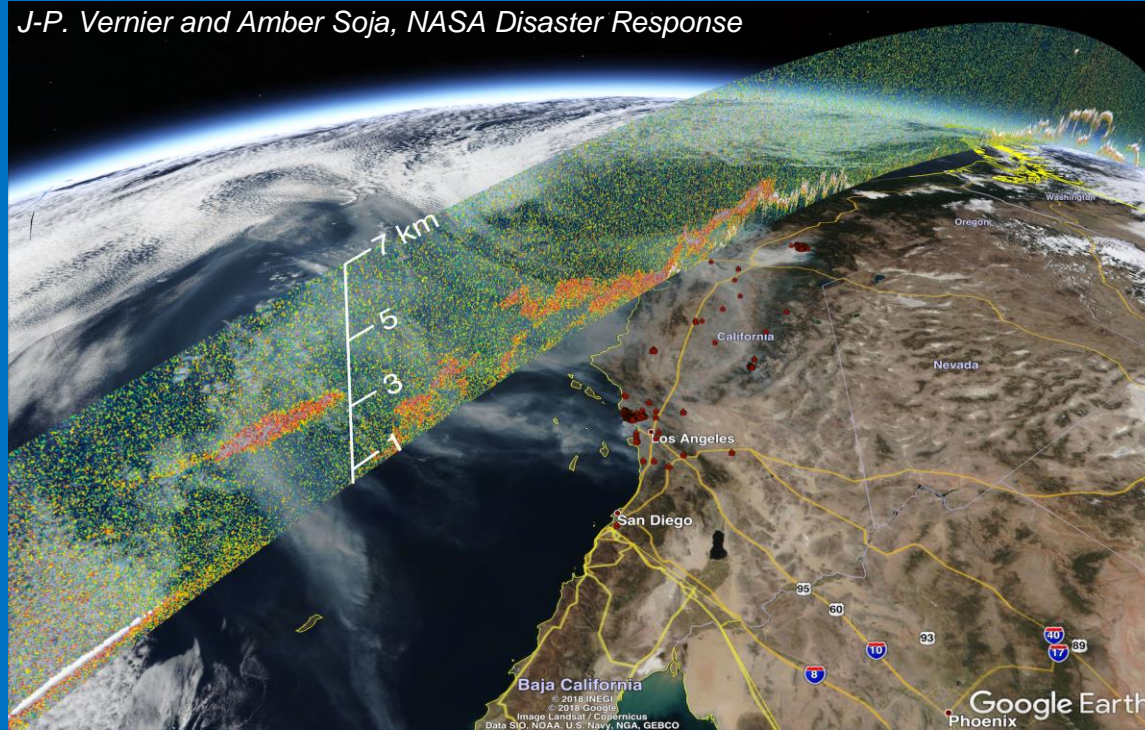 J-P. Vernier and Amber Soja, NASA Disaster Response
Washington
Oregon
7 km
5
3
1
California
Nevada
Los Angeles
San Diego
95
60
93
10
40
17
89
8
Baja California
© 2018 INEGI
© 2018 Google
Image Landsat / Copernicus
Data SIO, NOAA, U.S. Navy, NGA, GEBCO
Google Earth
Phoenix